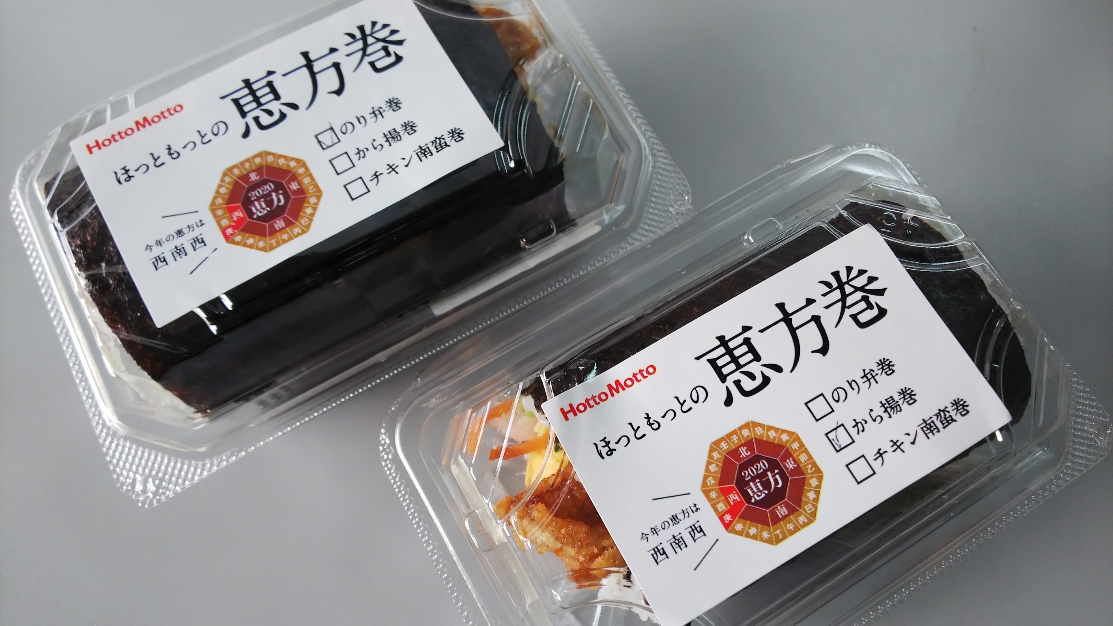 HottoMotto
ほっともっとの
恵方巻
☑のり弁巻
☐から揚巻
☐チキン南蛮巻
今年の恵方は
西南西
北
東
南
西
2020
恵方
HottoMotto
ほっともっとの
恵方巻
☐のり弁巻
☑から揚巻
☐チキン南蛮巻
今年の恵方は
西南西
北
東
南
西
2020
恵方